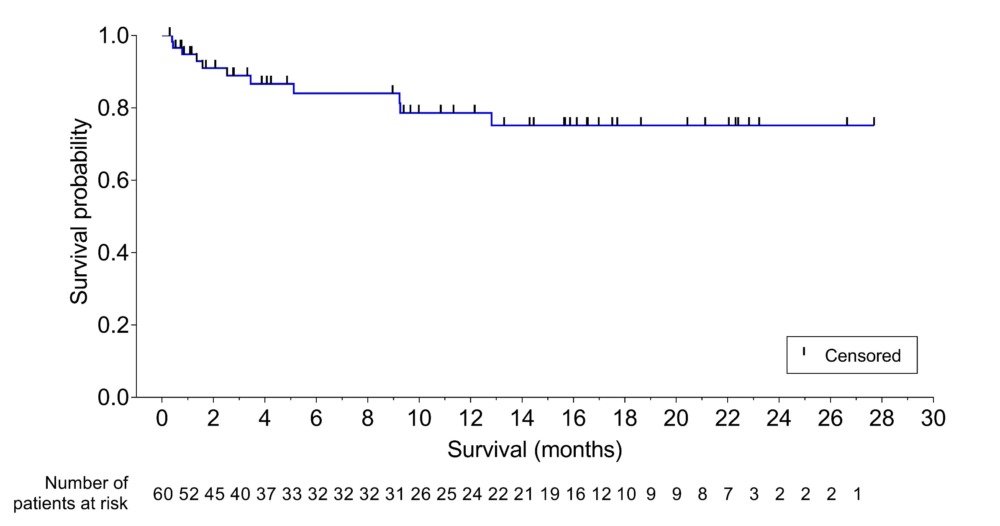 1.0
0.8
0.6
0.4
0.2
0.0
Survival probability
Censored
0 2 4 6 8 10 12 14 16 18 20 22 24 26 28 30
Survival (months)
Number of
patients at risk
60 52 45 40 37 33 32 32 32 31 26 25 24 22 21 19 16 12 10 9 9 8 7 3 2 2 2 1